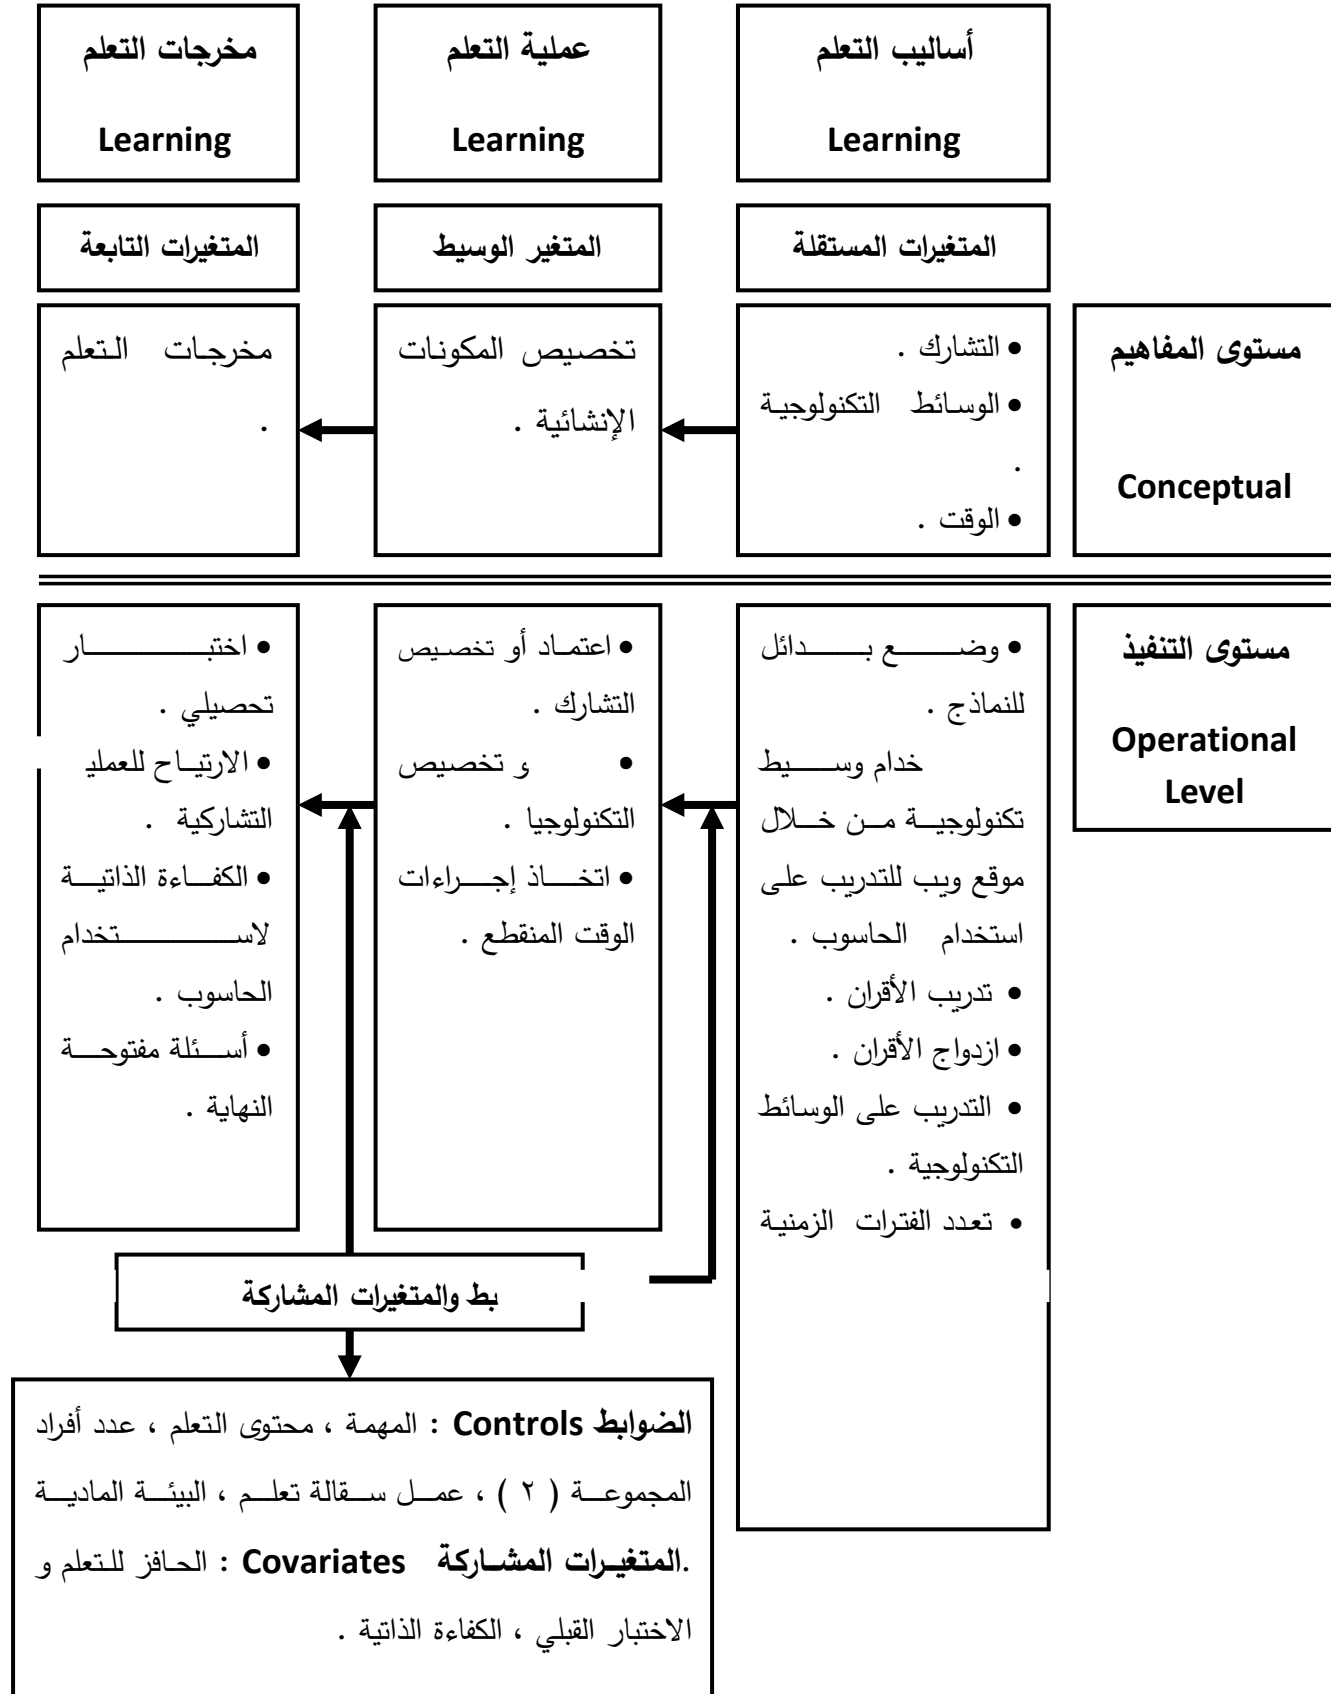 أساليب التعلم
Learning
عملية التعلم
Learning
مخرجات التعلم
Learning
المتغيرات المستقلة
المتغير الوسيط
المتغيرات التابعة
مستوى المفاهيم
Conceptual
• التشارك .
• الوسائط التكنولوجية
.
• الوقت .
تخصيص المكونات
الإنشائية .
مخرجات التعلم
.
مستوى التنفيذ
Operational
Level
• وضع بدائل
للنماذج .
خدام وسيط
تكنولوجية من خلال
موقع ويب للتدريب على
استخدام الحاسوب .
• تدريب الأقران .
• ازدواج الأقران .
• التدريب على الوسائط
التكنولوجية .
• تعدد الفترات الزمنية
• اعتماد أو تخصيص
التشارك .
• و تخصيص
التكنولوجيا .
• اتخاذ إجراءات
الوقت المنقطع .
• اختبار
تحصيلي .
• الارتياح للعملي
التشاركية .
• الكفاءة الذاتية
لاستخدام
الحاسوب .
• أسئلة مفتوحة
النهاية .
بط والمتغيرات المشاركة
الضوابط Controls : المهمة ، محتوى التعلم ، عدد أفراد
المجموعة ( ٢ ) ، عمل سقالة تعلم ، البيئة المادية
.المتغيرات المشاركة Covariates : الحافز للتعلم و
الاختبار القبلي ، الكفاءة الذاتية .